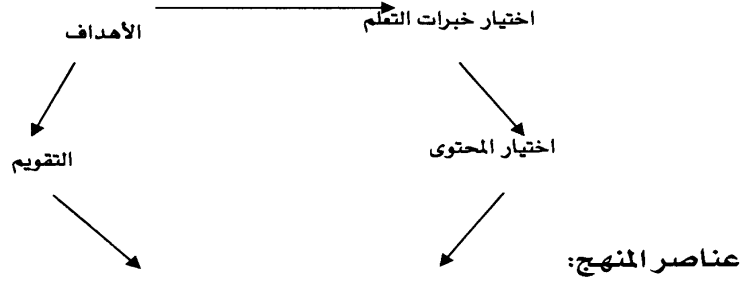 اختيار خبرات التعلم
الأهداف
اختيار المحتوى
التقويم
عناصر المنهج: